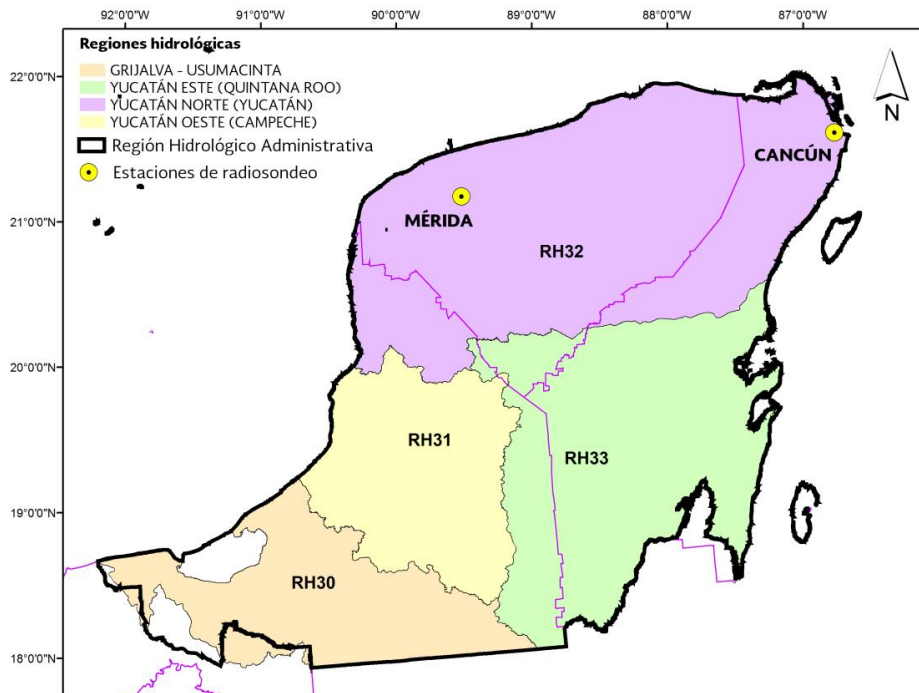 92°0'0"W 91°0'0"W 90°0'0"W 89°0'0"W 88°0'0"W 87°0'0"W
Regiones hidrológicas
GRIJALVA - USUMACINTA
YUCATÁN ESTE (QUINTANA ROO)
YUCATÁN NORTE (YUCATÁN)
YUCATÁN OESTE (CAMPECHE)
Región Hidrológico Administrativa
Estaciones de radiosondeo
N
22°0'0"N
CANCÚN
21°0'0"N
MÉRIDA
RH32
20°0'0"N
RH31
RH33
19°0'0"N
RH30
18°0'0"N